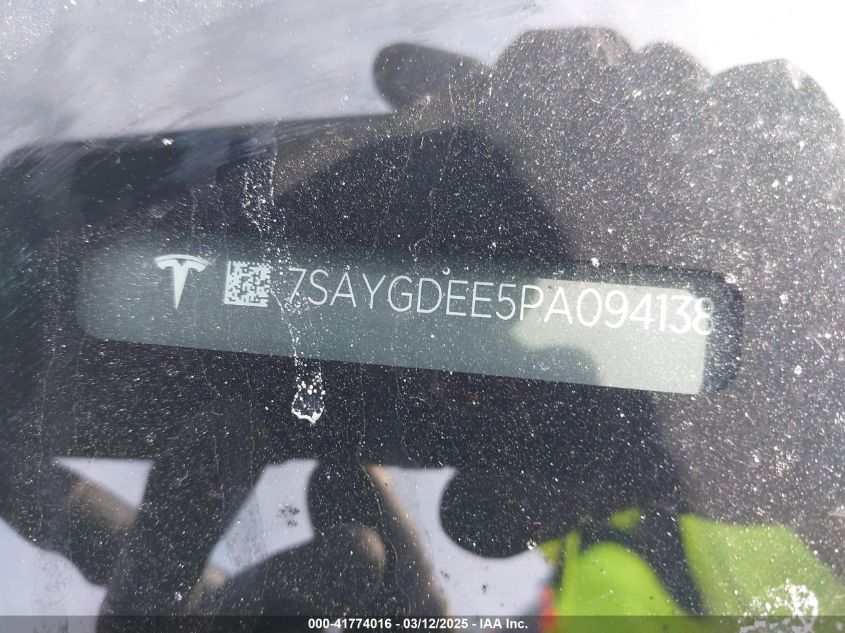 7SAYGDEE5PA094138
000-41774016 - 03/12/2025 - IAA Inc.